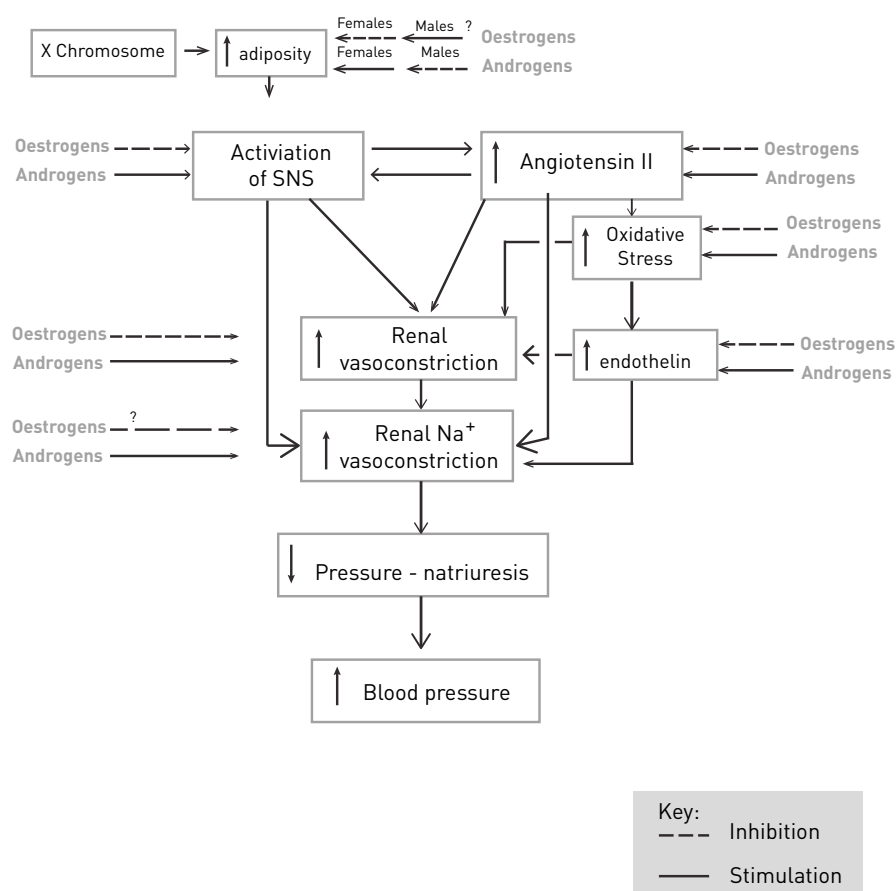 Females Males ? Oestrogens
X Chromosome
adiposity
Females Males Androgens
Oestrogens
Androgens
Activiation
of SNS
Angiotensin II
Oestrogens
Androgens
Oxidative
Stress
Oestrogens
Androgens
Oestrogens
Androgens
Renal
vasoconstriction
endothelin
Oestrogens
Androgens
?
Oestrogens
Androgens
Renal Na+
vasoconstriction
Pressure - natriuresis
Blood pressure
Key:
Inhibition
Stimulation